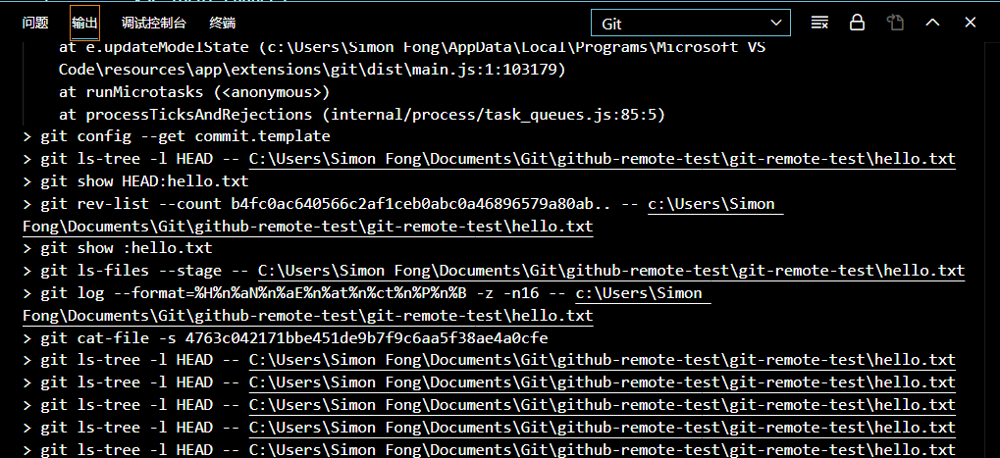 问题 输出 调试控制台 终端 Git
at e.updateModelState (c:\Users\Simon Fong\AppData\Local\Programs\Microsoft VS
Code\resources\app\extensions\git\dist\main.js:1:103179)
at runMicrotasks (<anonymous>)
at processTicksAndRejections (internal/process/task_queues.js:85:5)
> git config --get commit.template
> git ls-tree -l HEAD -- C:\Users\Simon Fong\Documents\Git\github-remote-test\git-remote-test\hello.txt
> git show HEAD:hello.txt
> git rev-list --count b4fc0ac640566c2af1ceb0abc0a46896579a80ab.. -- c:\Users\Simon
Fong\Documents\Git\github-remote-test\git-remote-test\hello.txt
> git show :hello.txt
> git ls-files --stage -- C:\Users\Simon Fong\Documents\Git\github-remote-test\git-remote-test\hello.txt
> git log --format=%H%n%aN%n%aE%n%at%n%ct%n%P%n%B -z -n16 -- c:\Users\Simon
Fong\Documents\Git\github-remote-test\git-remote-test\hello.txt
> git cat-file -s 4763c042171bbe451de9b7f9c6aa5f38ae4a0cfe
> git ls-tree -l HEAD -- C:\Users\Simon Fong\Documents\Git\github-remote-test\git-remote-test\hello.txt
> git ls-tree -l HEAD -- C:\Users\Simon Fong\Documents\Git\github-remote-test\git-remote-test\hello.txt
> git ls-tree -l HEAD -- C:\Users\Simon Fong\Documents\Git\github-remote-test\git-remote-test\hello.txt
> git ls-tree -l HEAD -- C:\Users\Simon Fong\Documents\Git\github-remote-test\git-remote-test\hello.txt
> git ls-tree -l HEAD -- C:\Users\Simon Fong\Documents\Git\github-remote-test\git-remote-test\hello.txt